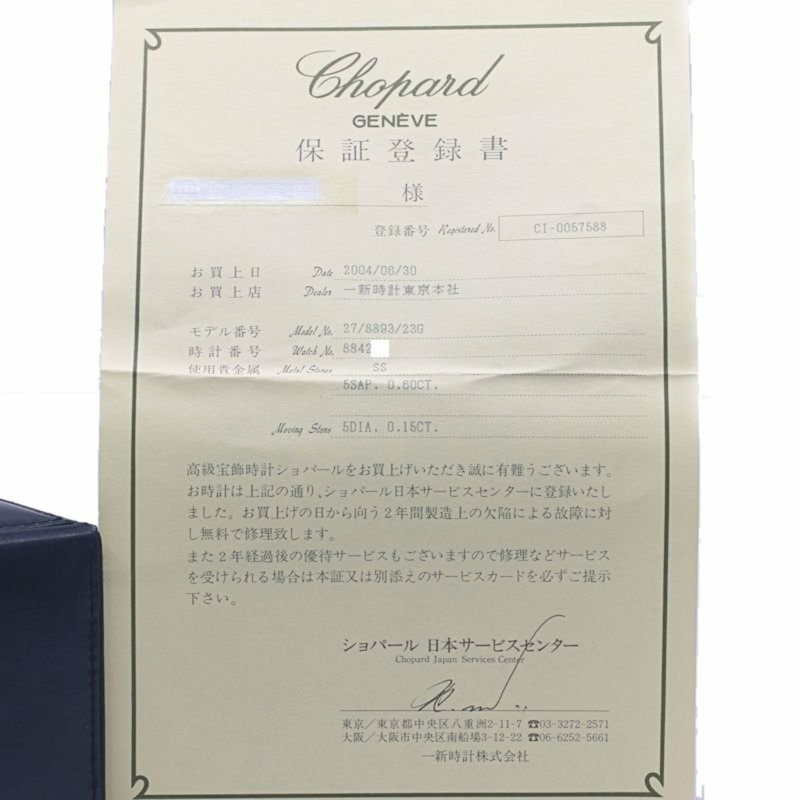 Chopard
GENÈVE
保証登録書
様
登録番号 Registered No. CI-0057588
お買上日 Date 2004/06/30
お買上店 Dealer 一新時計東京本社
モデル番号 Model No. 27/8893/23G
時計番号 Watch No. 8842
使用貴金属 Metal Stones SS
5SAP. 0.80CT.
Moving Stone 5DIA. 0.15CT.
高級宝飾時計ショパールをお買上げいただき誠に有難うございます。
お時計は上記の通り、ショパール日本サービスセンターに登録いたし
ました。お買上げの日から向う2年間製造上の欠陥による故障に対
し無料で修理致します。
また2年経過後の優待サービスもございますので修理などサービス
を受けられる場合は本証又は別添えのサービスカードを必ずご提示
下さい。
ショパール 日本サービスセンター
Chopard Japan Services Center
東京／東京都中央区八重洲2-11-7 ☎03-3272-2571
大阪／大阪市中央区南船場3-12-22 ☎06-6252-5661
一新時計株式会社